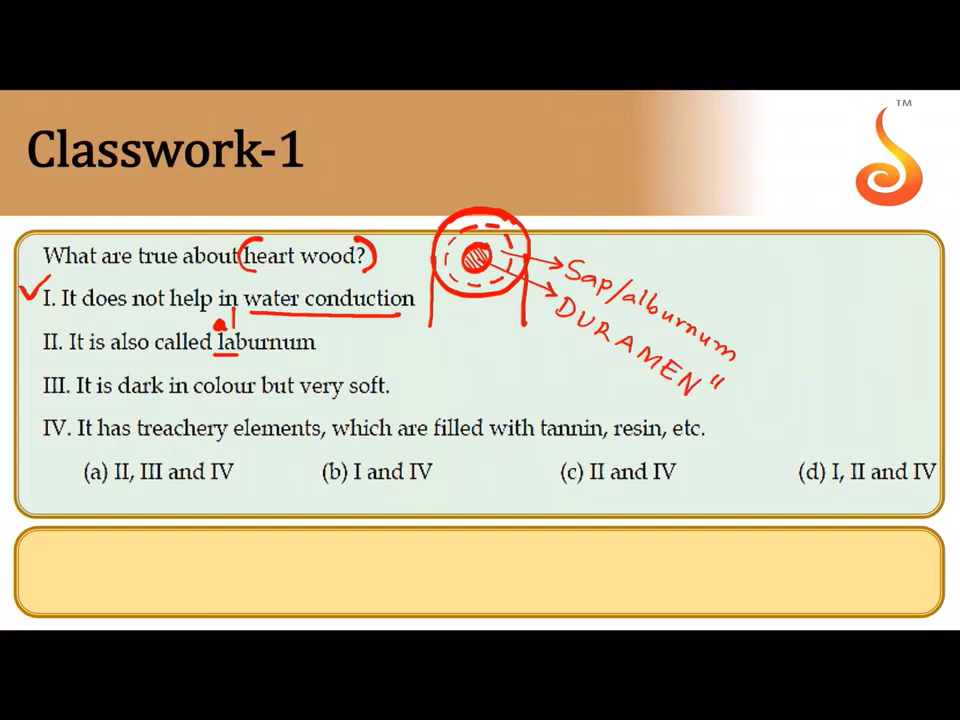 TM
Classwork-1
What are true about (heart wood?)
Sap/alburnum
I. It does not help in water conduction
DURAMEN "
al
II. It is also called laburnum
III. It is dark in colour but very soft.
IV. It has treachery elements, which are filled with tannin, resin, etc.
(a) II, III and IV (b) I and IV (c) II and IV (d) I, II and IV